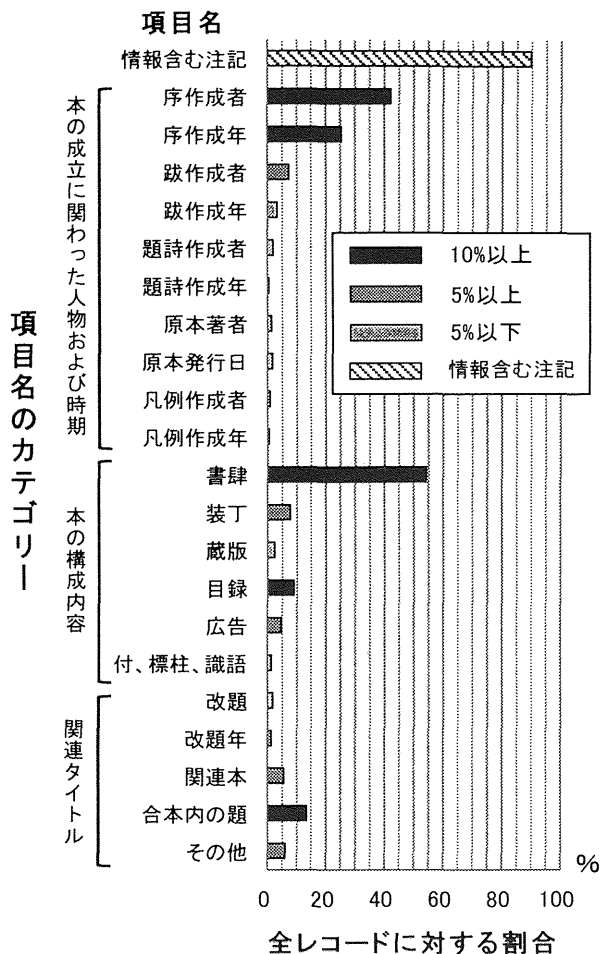 項目名
情報含む注記
序作成者
序作成年
跋作成者
跋作成年
題詩作成者
題詩作成年
原本著者
原本発行日
凡例作成者
凡例作成年
書肆
装丁
蔵版
目録
広告
付、標柱、識語
改題
改題年
関連本
合本内の題
その他
項目名のカテゴリー
本の成立に関わった人物および時期
本の構成内容
関連タイトル
10%以上
5%以上
5%以下
情報含む注記
%
0 20 40 60 80 100
全レコードに対する割合